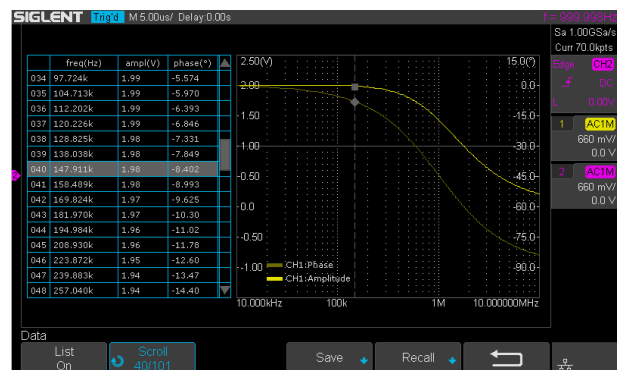 SIGLENT Trig'd M 5.00us/ Delay:0.00s f = 999.998Hz
Sa 1.00GSa/s
Curr 70.0kpts
Edge CH2
DC
L 0.00V
1 AC1M
660 mV/
0.0 V
2 AC1M
660 mV/
0.0 V
freq(Hz) ampl(V) phase(°)
034 97.724k 1.99 -5.574
035 104.713k 1.99 -5.970
036 112.202k 1.99 -6.393
037 120.226k 1.99 -6.846
038 128.825k 1.98 -7.331
039 138.038k 1.98 -7.849
040 147.911k 1.98 -8.402
041 158.489k 1.98 -8.993
042 169.824k 1.97 -9.625
043 181.970k 1.97 -10.30
044 194.984k 1.96 -11.02
045 208.930k 1.96 -11.78
046 223.872k 1.95 -12.60
047 239.883k 1.94 -13.47
048 257.040k 1.94 -14.40
2.50(V) 15.0(°)
2.00 0.0
1.50 -15.0
1.00 -30.0
0.50 -45.0
0.0 -60.0
-0.50 -75.0
-1.00 -90.0
CH1:Phase
CH1:Amplitude
10.000kHz 100k 1M 10.000000MHz
2
Data
List
On
Scroll
40/101
Save
Recall